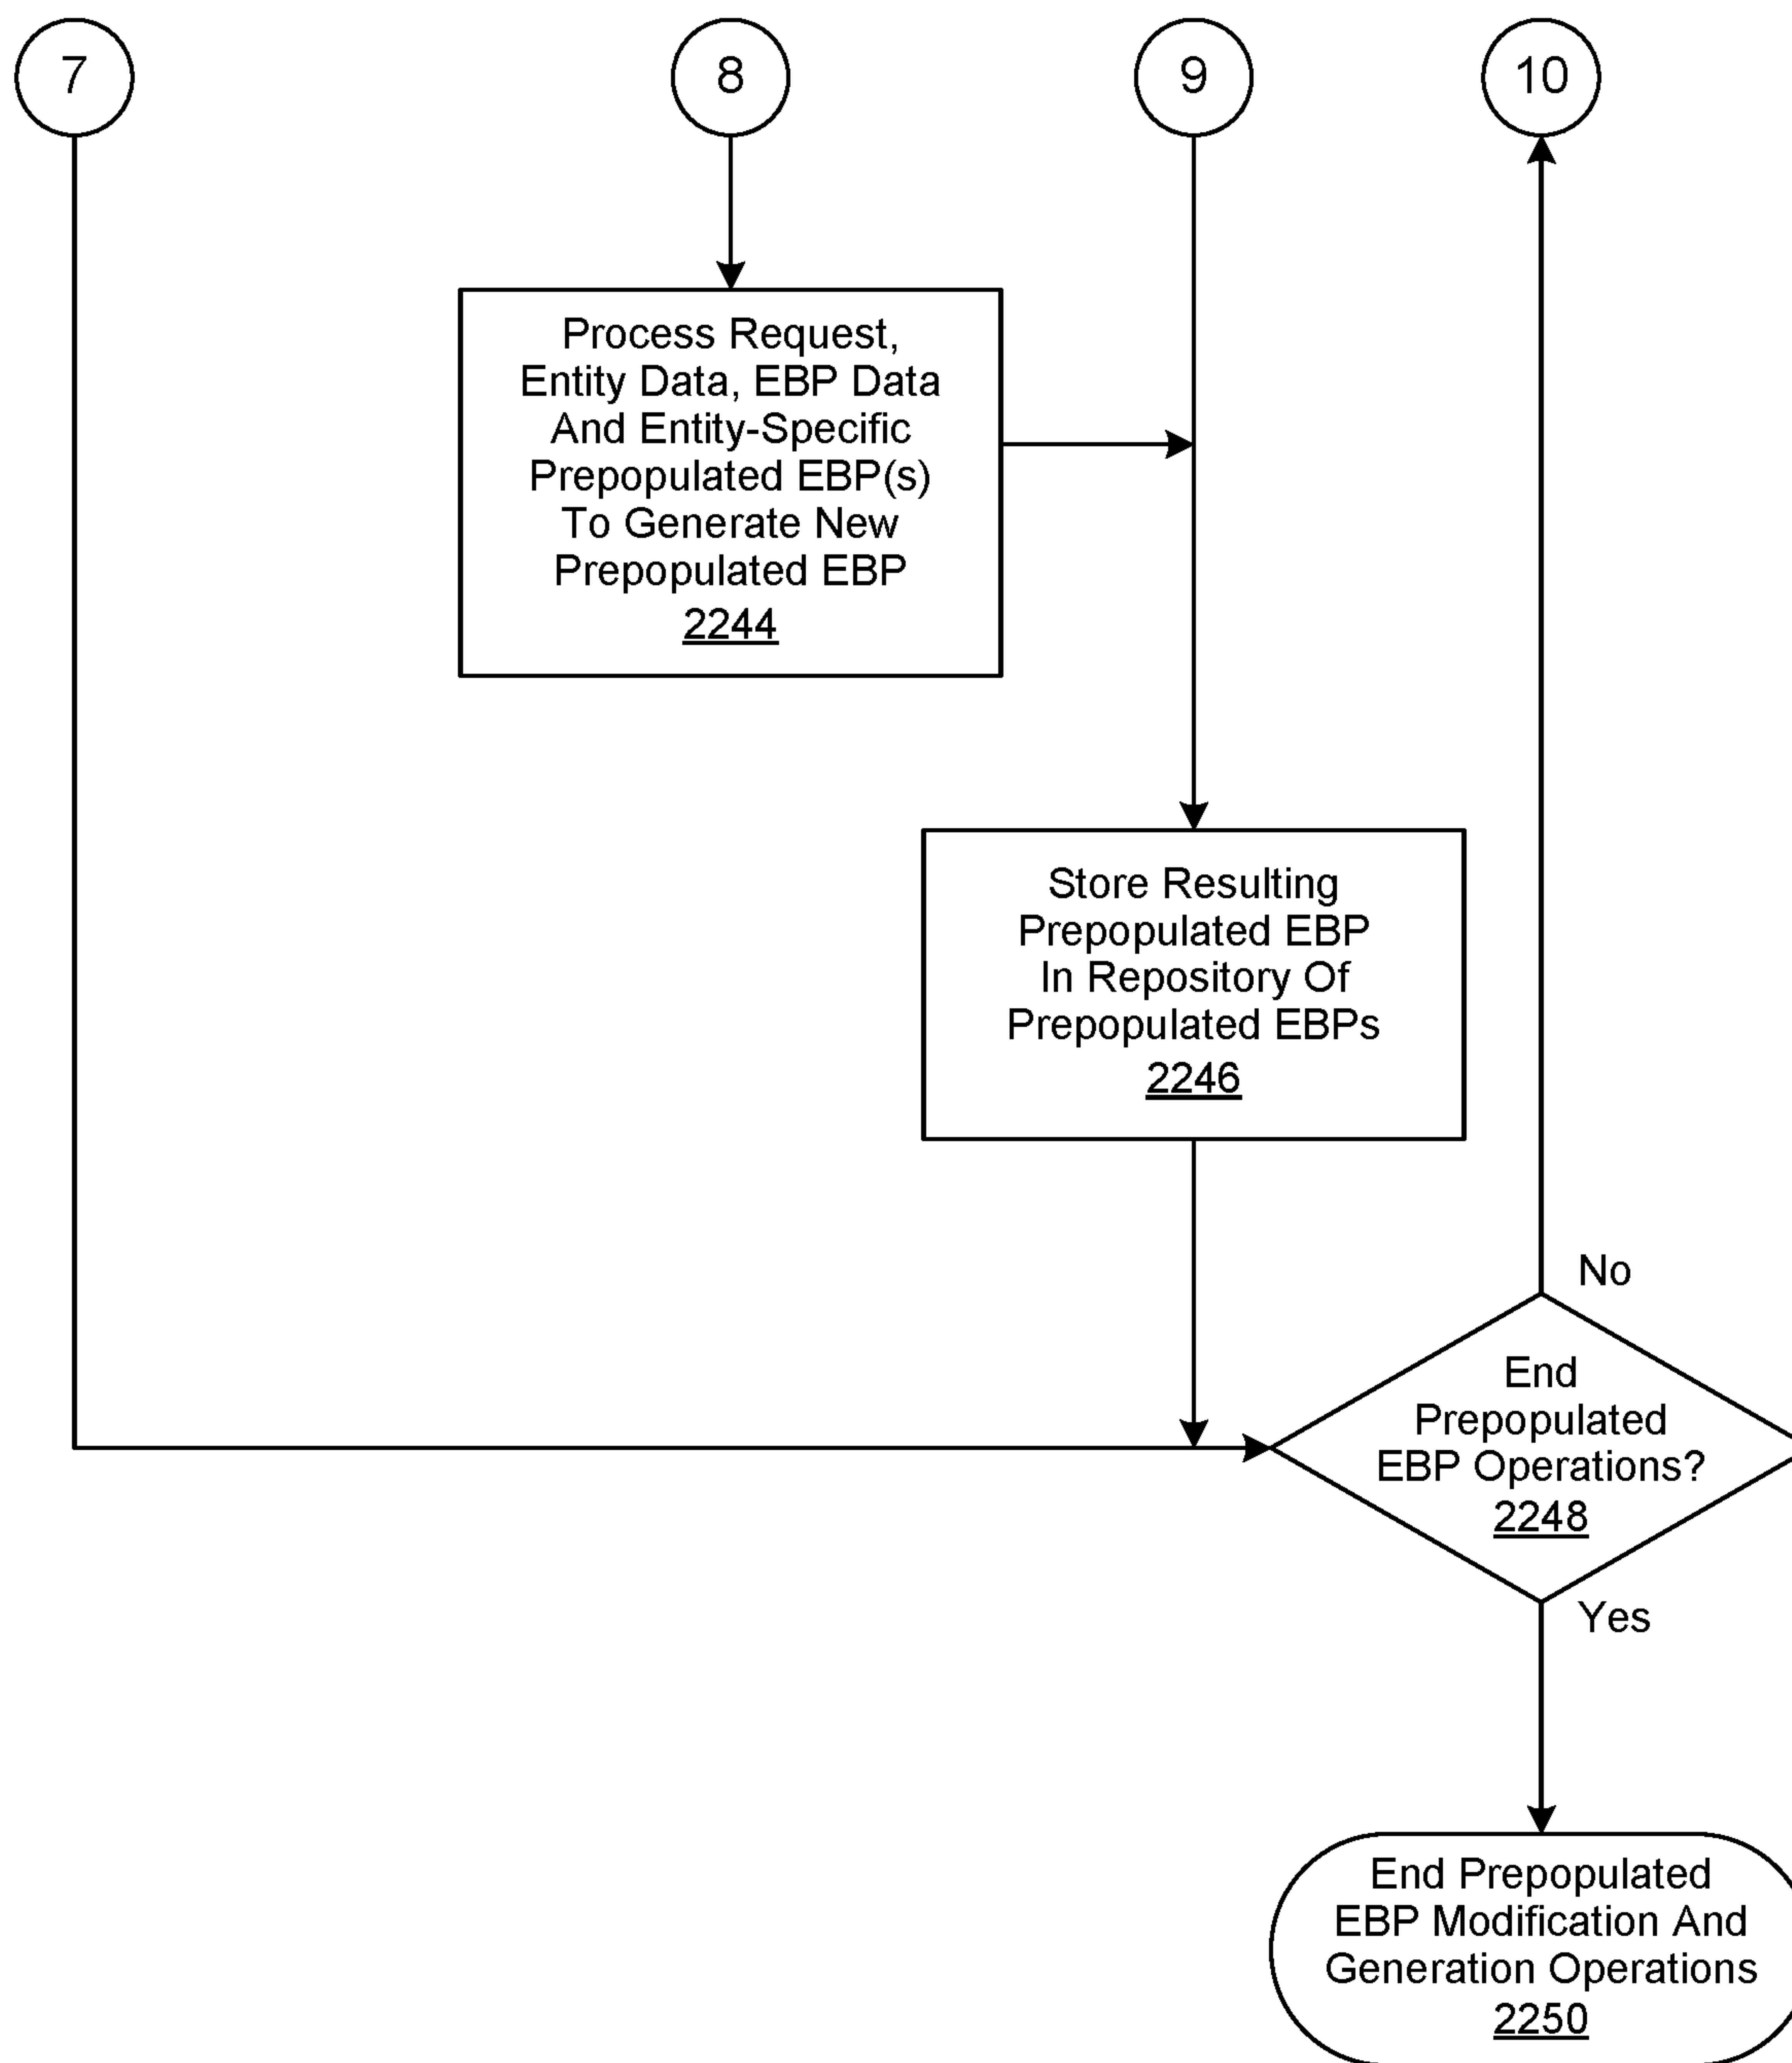 7
8
9
10
Process Request,
Entity Data, EBP Data
And Entity-Specific
Prepopulated EBP(s)
To Generate New
Prepopulated EBP
2244
Store Resulting
Prepopulated EBP
In Repository Of
Prepopulated EBPs
2246
No
End
Prepopulated
EBP Operations?
2248
Yes
End Prepopulated
EBP Modification And
Generation Operations
2250